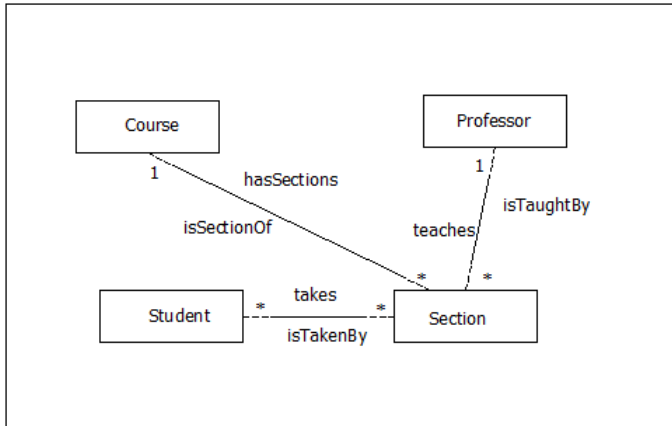 Course
Professor
1
1
hasSections
isTaughtBy
isSectionOf
teaches
*
*
Student
*
takes
*
Section
isTakenBy